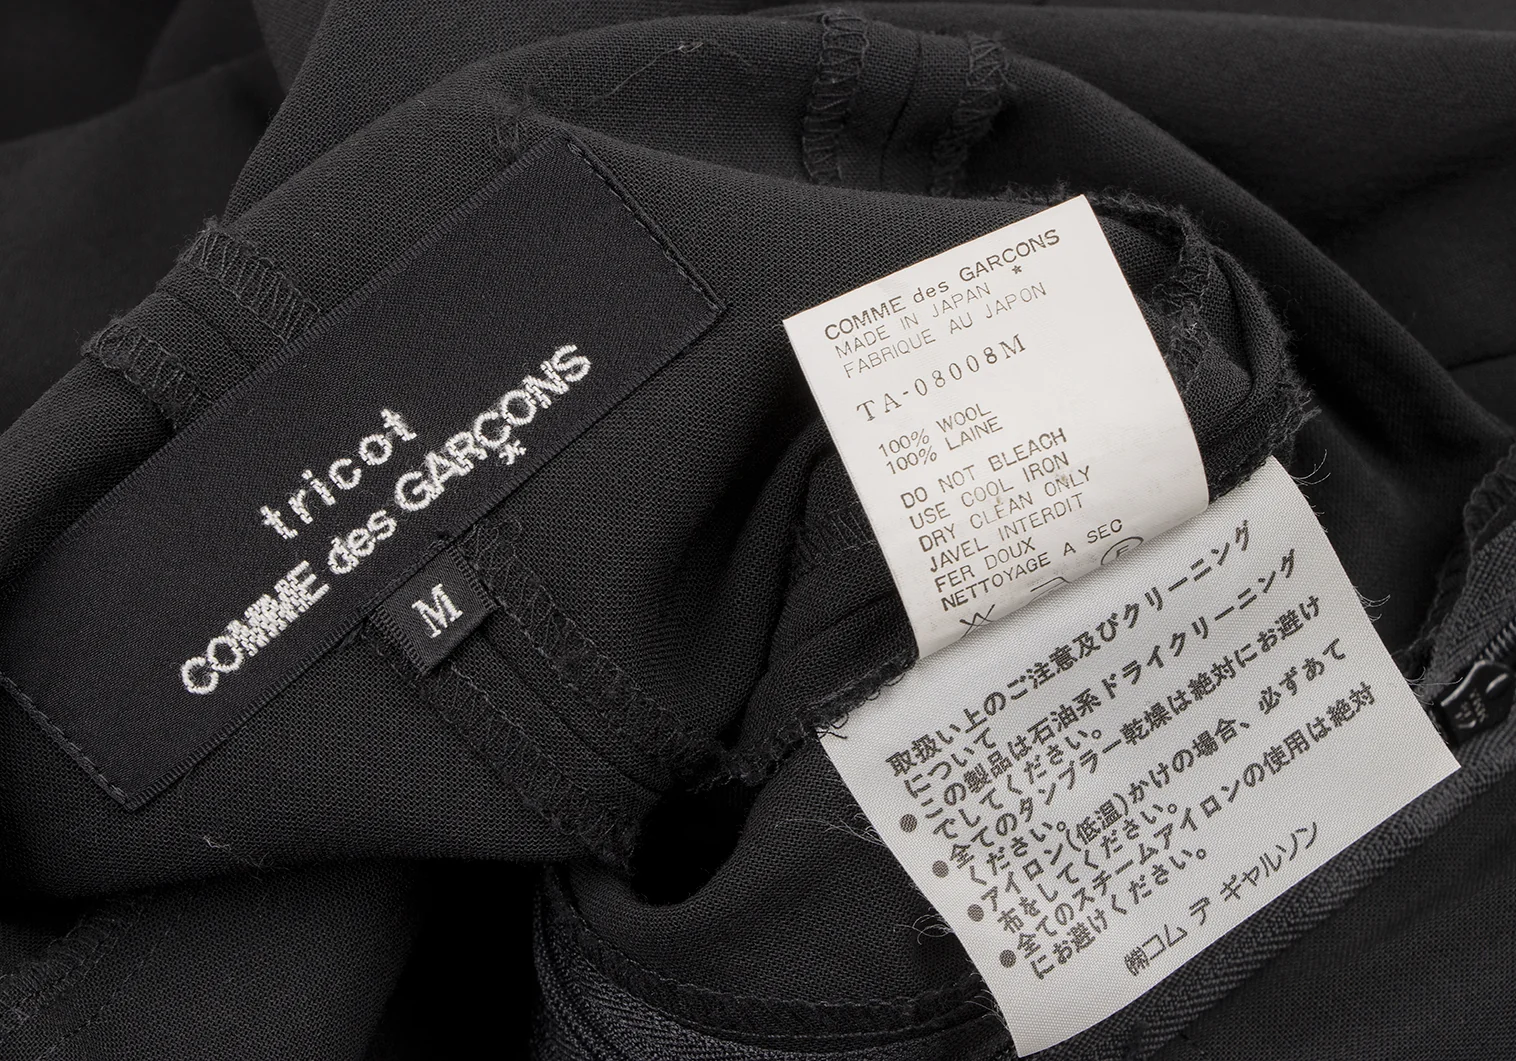 tricot
COMME des GARÇONS
M
COMME des GARCONS *
MADE IN JAPAN
FABRIQUE AU JAPON
TA-08008M
100% WOOL
100% LAINE
DO NOT BLEACH
USE COOL IRON
DRY CLEAN ONLY
JAVEL INTERDIT
FER DOUX
NETTOYAGE A SEC
取扱い上のご注意及びクリーニング
について
この製品は石油系ドライクリーニング
でしてください。
●全てのタンブラー乾燥は絶対にお避け
ください。
●アイロン(低温)かけの場合、必ずあて
布をしてください。
●全てのスチームアイロンの使用は絶対
にお避けください。
㈱コム デ ギャルソン